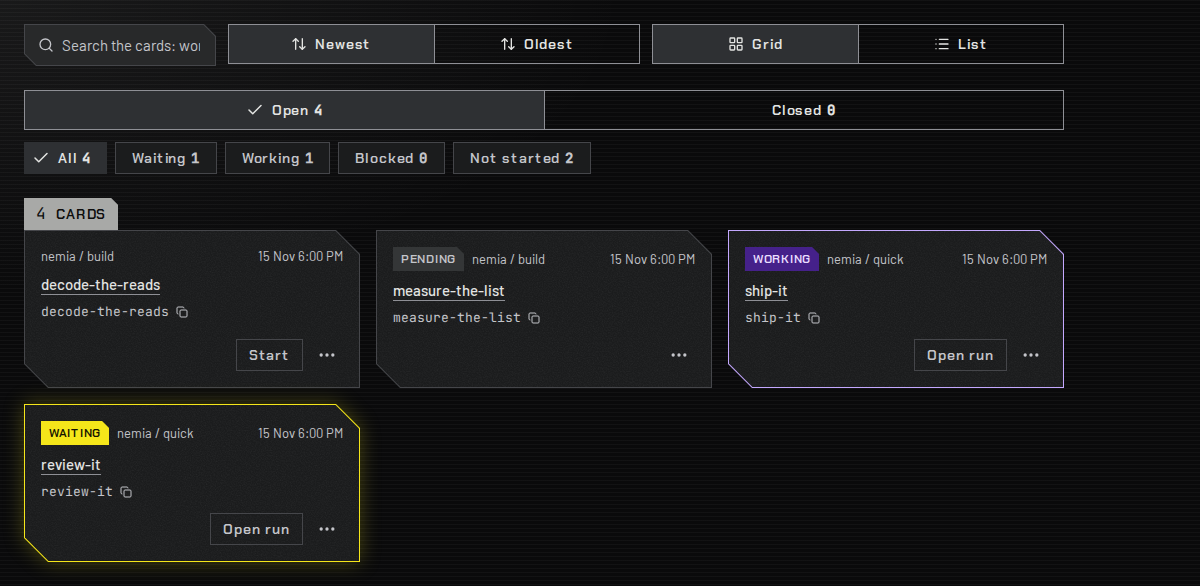 Search the cards: wor
Newest
Oldest
Grid
List
Open 4
Closed 0
All 4
Waiting 1
Working 1
Blocked 0
Not started 2
4 CARDS
nemia / build 15 Nov 6:00 PM
decode-the-reads
decode-the-reads
Start
PENDING nemia / build 15 Nov 6:00 PM
measure-the-list
measure-the-list
WORKING nemia / quick 15 Nov 6:00 PM
ship-it
ship-it
Open run
WAITING nemia / quick 15 Nov 6:00 PM
review-it
review-it
Open run